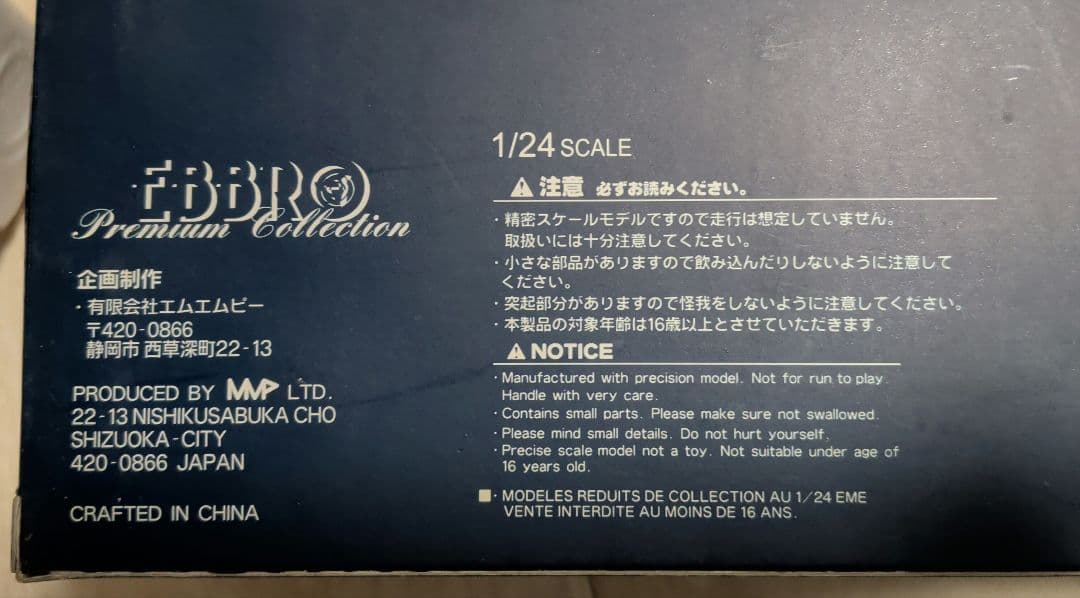 EBBRO
Premium Collection
企画制作
・有限会社エムエムピー
〒420-0866
静岡市 西草深町22-13
PRODUCED BY MMP LTD.
22-13 NISHIKUSABUKA CHO
SHIZUOKA-CITY
420-0866 JAPAN
CRAFTED IN CHINA
1/24 SCALE
⚠注意 必ずお読みください。
・精密スケールモデルですので走行は想定していません。
取扱いには十分注意してください。
・小さな部品がありますので飲み込んだりしないように注意して
ください。
・突起部分がありますので怪我をしないように注意してください。
・本製品の対象年齢は16歳以上とさせていただきます。
⚠NOTICE
・Manufactured with precision model. Not for run to play.
Handle with very care.
・Contains small parts. Please make sure not swallowed.
・Please mind small details. Do not hurt yourself.
・Precise scale model not a toy. Not suitable under age of
16 years old.
■・MODELES REDUITS DE COLLECTION AU 1/24 EME
VENTE INTERDITE AU MOINS DE 16 ANS.